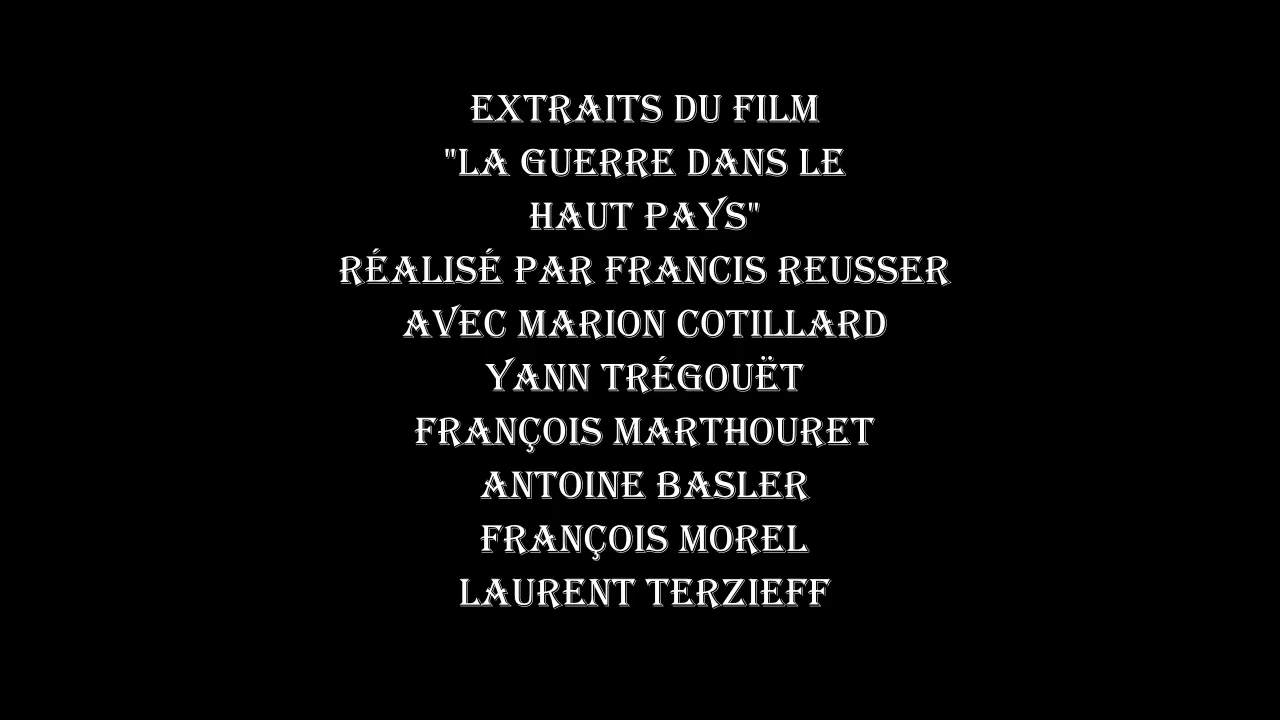 EXTRAITS DU FILM
"LA GUERRE DANS LE
HAUT PAYS"
RÉALISÉ PAR FRANCIS REUSSER
AVEC MARION COTILLARD
YANN TRÉGOUËT
FRANÇOIS MARTHOURET
ANTOINE BASLER
FRANÇOIS MOREL
LAURENT TERZIEFF